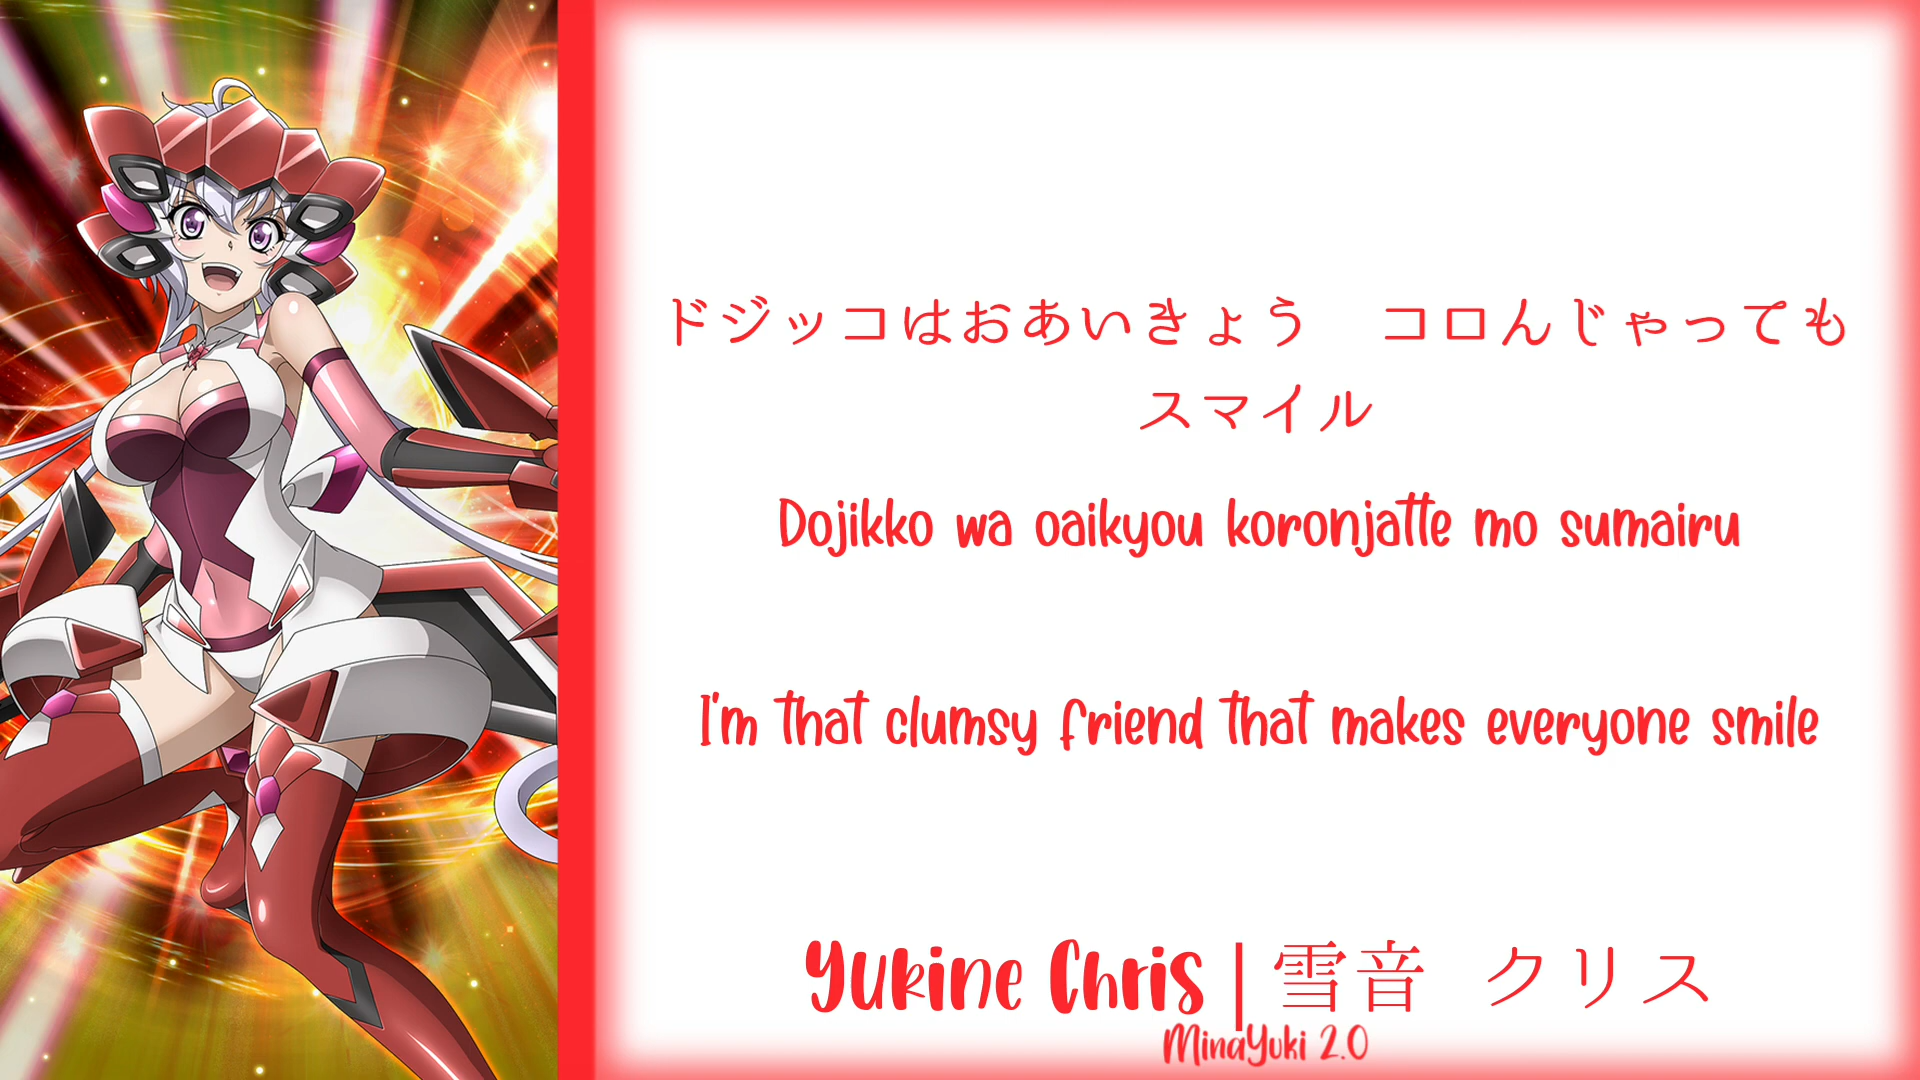 ドジッコはおあいきょう　コロんじゃっても
スマイル
Dojikko wa oaikyou koronjatte mo sumairu
I'm that clumsy friend that makes everyone smile
Yukine Chris | 雪音 クリス
MinaYuki 2.0